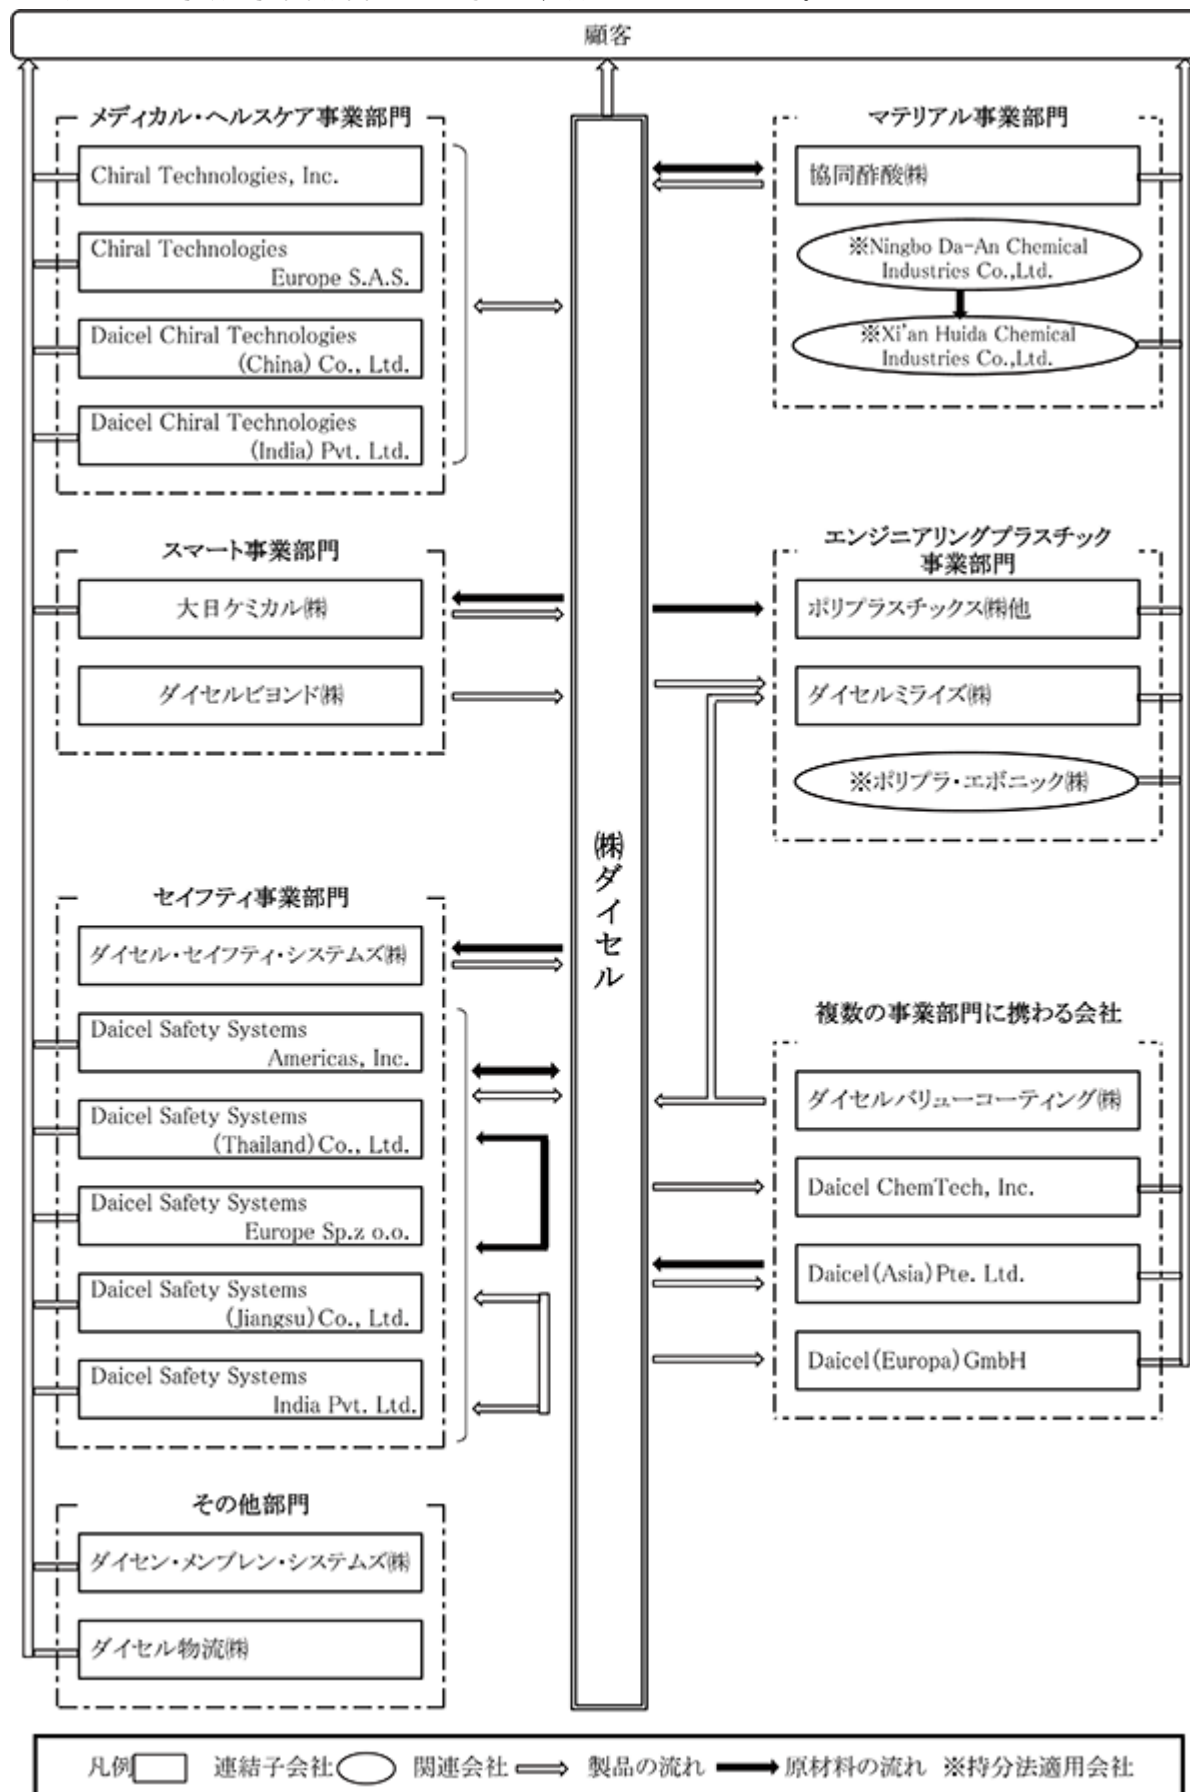 顧客
メディカル・ヘルスケア事業部門
Chiral Technologies, Inc.
Chiral Technologies
Europe S.A.S.
Daicel Chiral Technologies
(China) Co., Ltd.
Daicel Chiral Technologies
(India) Pvt. Ltd.
スマート事業部門
大日ケミカル㈱
ダイセルビヨンド㈱
セイフティ事業部門
ダイセル・セイフティ・システムズ㈱
Daicel Safety Systems
Americas, Inc.
Daicel Safety Systems
(Thailand) Co., Ltd.
Daicel Safety Systems
Europe Sp.z o.o.
Daicel Safety Systems
(Jiangsu) Co., Ltd.
Daicel Safety Systems
India Pvt. Ltd.
その他部門
ダイセン・メンブレン・システムズ㈱
ダイセル物流㈱
㈱ダイセル
マテリアル事業部門
協同酢酸㈱
※Ningbo Da-An Chemical
Industries Co.,Ltd.
※Xi'an Huida Chemical
Industries Co.,Ltd.
エンジニアリングプラスチック
事業部門
ポリプラスチックス㈱他
ダイセルミライズ㈱
※ポリプラ・エボニック㈱
複数の事業部門に携わる会社
ダイセルバリューコーティング㈱
Daicel ChemTech, Inc.
Daicel (Asia) Pte. Ltd.
Daicel (Europa) GmbH
凡例 連結子会社 関連会社 製品の流れ 原材料の流れ ※持分法適用会社